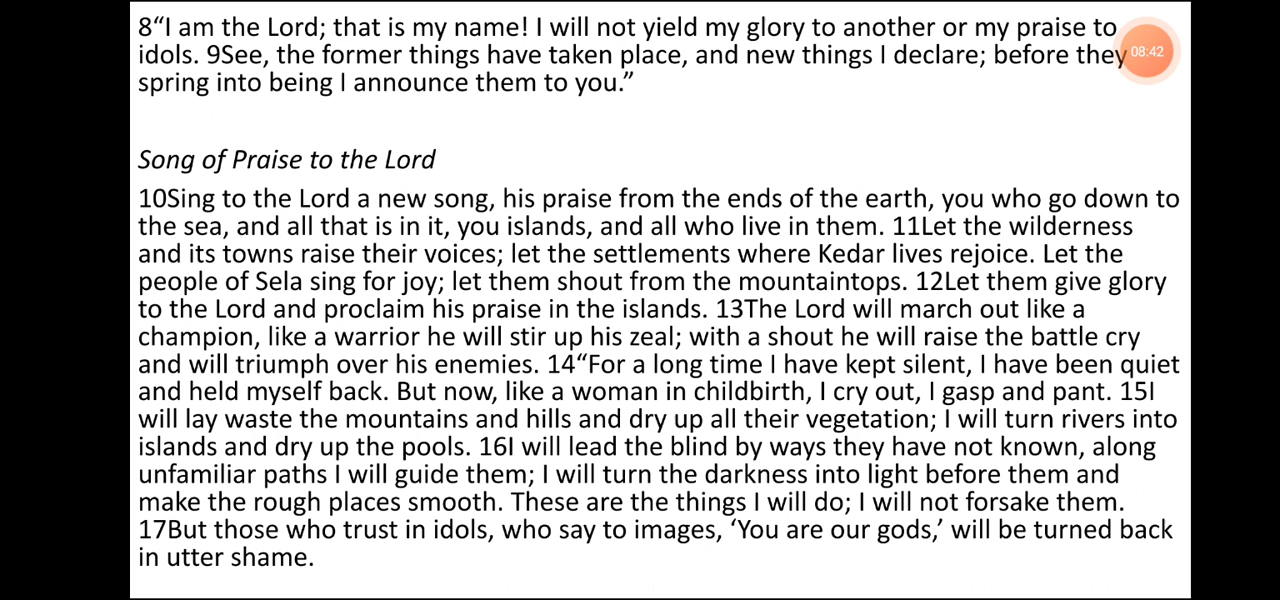 8“I am the Lord; that is my name! I will not yield my glory to another or my praise to
idols. 9See, the former things have taken place, and new things I declare; before they
08:42
spring into being I announce them to you.”
Song of Praise to the Lord
10Sing to the Lord a new song, his praise from the ends of the earth, you who go down to
the sea, and all that is in it, you islands, and all who live in them. 11Let the wilderness
and its towns raise their voices; let the settlements where Kedar lives rejoice. Let the
people of Sela sing for joy; let them shout from the mountaintops. 12Let them give glory
to the Lord and proclaim his praise in the islands. 13The Lord will march out like a
champion, like a warrior he will stir up his zeal; with a shout he will raise the battle cry
and will triumph over his enemies. 14“For a long time I have kept silent, I have been quiet
and held myself back. But now, like a woman in childbirth, I cry out, I gasp and pant. 15I
will lay waste the mountains and hills and dry up all their vegetation; I will turn rivers into
islands and dry up the pools. 16I will lead the blind by ways they have not known, along
unfamiliar paths I will guide them; I will turn the darkness into light before them and
make the rough places smooth. These are the things I will do; I will not forsake them.
17But those who trust in idols, who say to images, ‘You are our gods,’ will be turned back
in utter shame.